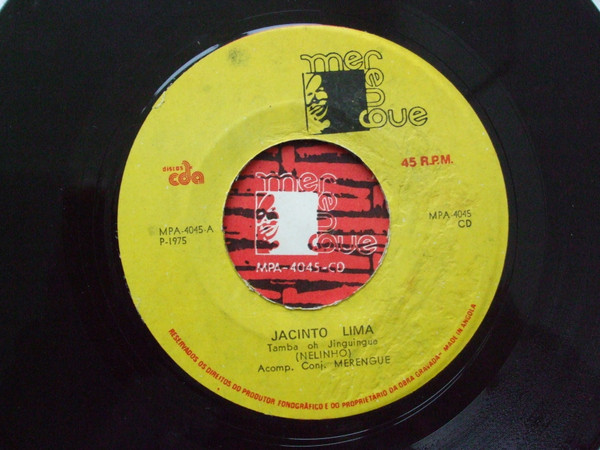 merengue
DISCOS
cda
45 R.P.M.
MPA-4045-A
P-1975
MPA-4045
CD
merengue
MPA-4045-CD
JACINTO LIMA
Tamba oh Jinguingue
(NELINHO)
Acomp. Conj. MERENGUE
RESERVADOS OS DIREITOS DO PRODUTOR FONOGRÁFICO E DO PROPRIETÁRIO DA OBRA GRAVADA - MADE IN ANGOLA